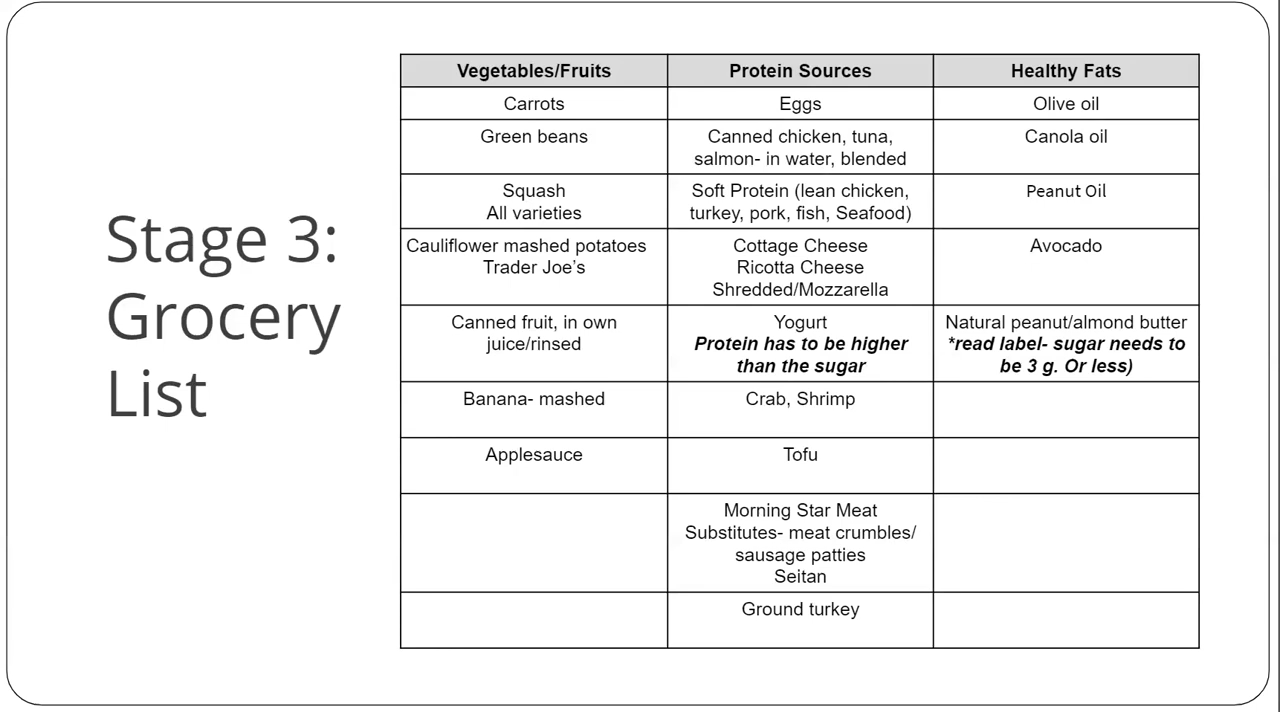 Stage 3:
Grocery
List
Vegetables/Fruits
Protein Sources
Healthy Fats
Carrots
Eggs
Olive oil
Green beans
Canned chicken, tuna,
salmon- in water, blended
Canola oil
Squash
All varieties
Soft Protein (lean chicken,
turkey, pork, fish, Seafood)
Peanut Oil
Cauliflower mashed potatoes
Trader Joe’s
Cottage Cheese
Ricotta Cheese
Shredded/Mozzarella
Avocado
Canned fruit, in own
juice/rinsed
Yogurt
Protein has to be higher
than the sugar
Natural peanut/almond butter
*read label- sugar needs to
be 3 g. Or less)
Banana- mashed
Crab, Shrimp
Applesauce
Tofu
Morning Star Meat
Substitutes- meat crumbles/
sausage patties
Seitan
Ground turkey